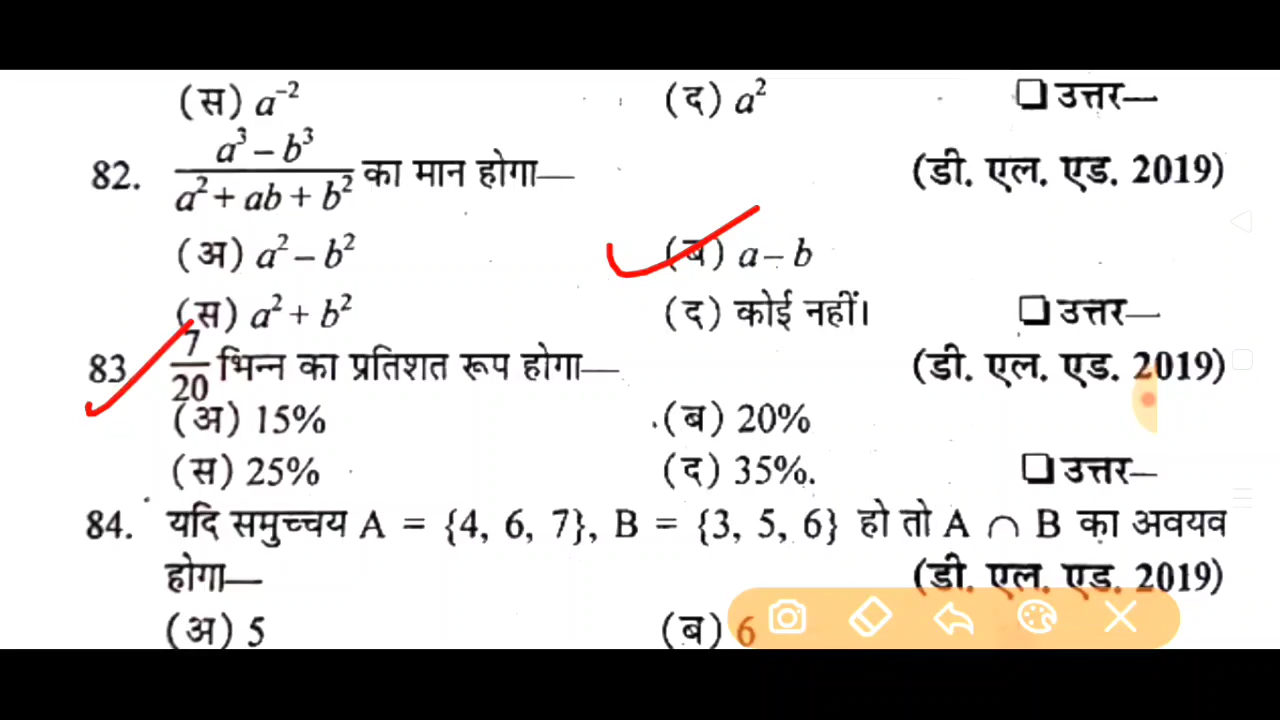 (स) a⁻² (द) a² ❑ उत्तर—
82. (a³ – b³)/(a² + ab + b²) का मान होगा— (डी. एल. एड. 2019)
(अ) a² – b² (ब) a – b
(स) a² + b² (द) कोई नहीं। ❑ उत्तर—
83 7/20 भिन्न का प्रतिशत रूप होगा— (डी. एल. एड. 2019)
(अ) 15% (ब) 20%
(स) 25% (द) 35%. ❑ उत्तर—
84. यदि समुच्चय A = {4, 6, 7}, B = {3, 5, 6} हो तो A ∩ B का अवयव
होगा— (डी. एल. एड. 2019)
(अ) 5 (ब) 6